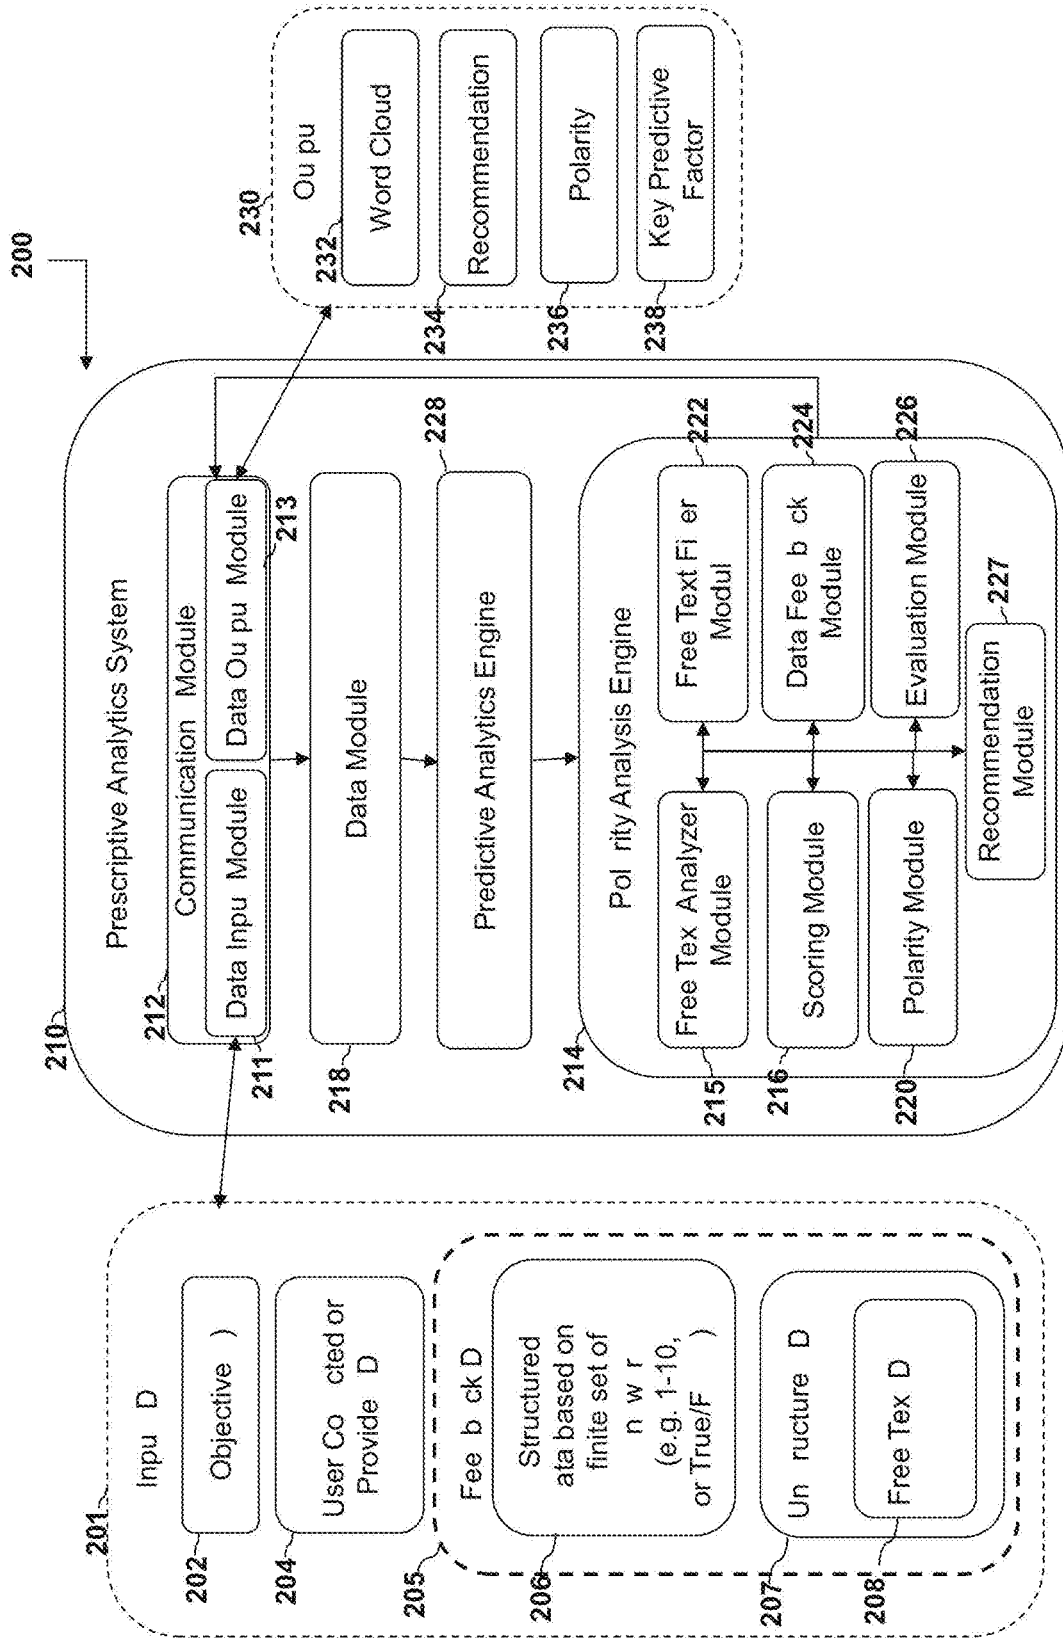 200
201
Inpu D
202
Objective )
204
User Co cted or
Provide D
205
Fee b ck D
206
Structured
ata based on
finite set of
n w r
(e.g. 1-10,
or True/F )
207
Un ructure D
208
Free Tex D
210
Prescriptive Analytics System
212
Communication Module
Data Inpu Module
211
Data Ou pu Module
213
218
Data Module
228
Predictive Analytics Engine
214
Pol rity Analysis Engine
215
Free Tex Analyzer
Module
222
Free Text Fi er
Modul
216
Scoring Module
224
Data Fee b ck
Module
220
Polarity Module
226
Evaluation Module
227
Recommendation
Module
230
Ou pu
232
Word Cloud
234
Recommendation
236
Polarity
238
Key Predictive
Factor